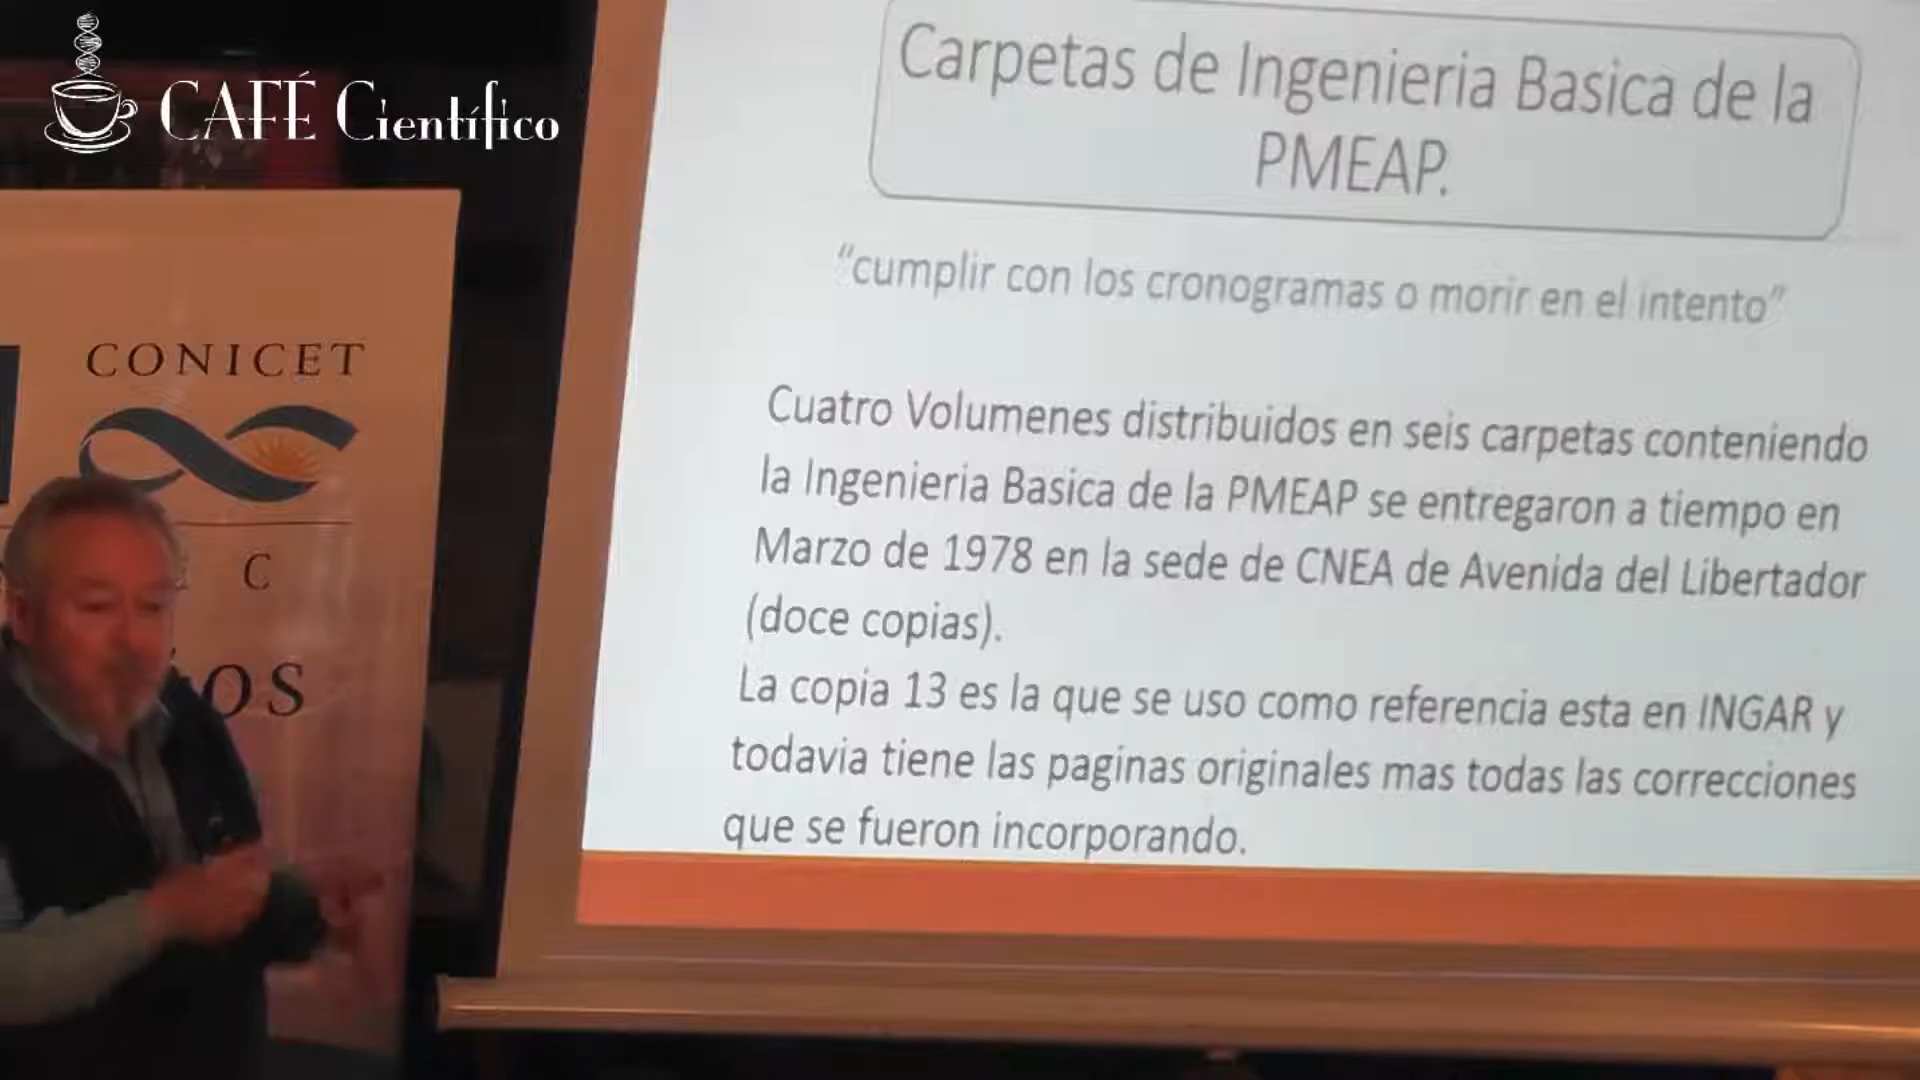 CAFÉ Científico
Carpetas de Ingenieria Basica de la
PMEAP.
"cumplir con los cronogramas o morir en el intento"
Cuatro Volumenes distribuidos en seis carpetas conteniendo
la Ingenieria Basica de la PMEAP se entregaron a tiempo en
Marzo de 1978 en la sede de CNEA de Avenida del Libertador
(doce copias).
La copia 13 es la que se uso como referencia esta en INGAR y
todavia tiene las paginas originales mas todas las correcciones
que se fueron incorporando.
CONICET
C
OS